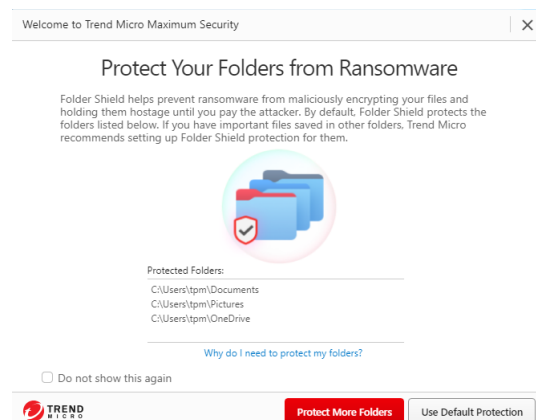 Welcome to Trend Micro Maximum Security
Protect Your Folders from Ransomware
Folder Shield helps prevent ransomware from maliciously encrypting your files and
holding them hostage until you pay the attacker. By default, Folder Shield protects the
folders listed below. If you have important files saved in other folders, Trend Micro
recommends setting up Folder Shield protection for them.
Protected Folders:
C:\Users\tpm\Documents
C:\Users\tpm\Pictures
C:\Users\tpm\OneDrive
Why do I need to protect my folders?
Do not show this again
TREND
MICRO
Protect More Folders
Use Default Protection